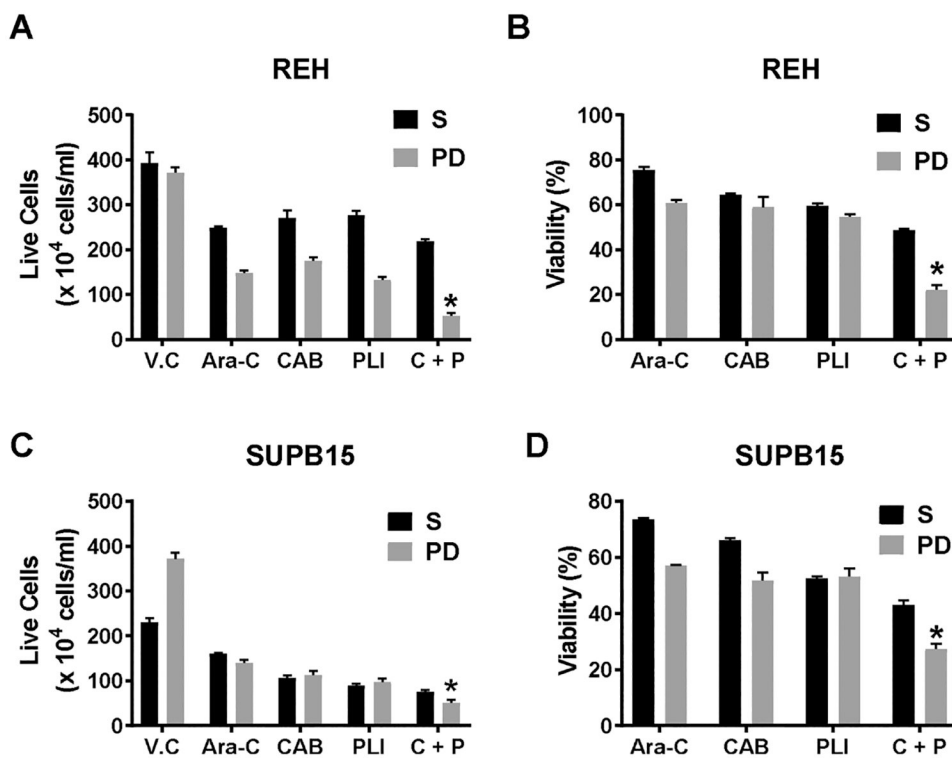 A
REH
Live Cells
(x 10⁴ cells/ml)
500
400
300
200
100
0
S
PD
*
V.C Ara-C CAB PLI C + P
B
REH
Viability (%)
100
80
60
40
20
0
S
PD
*
Ara-C CAB PLI C + P
C
SUPB15
Live Cells
(x 10⁴ cells/ml)
500
400
300
200
100
0
S
PD
*
V.C Ara-C CAB PLI C + P
D
SUPB15
Viability (%)
80
60
40
20
0
S
PD
*
Ara-C CAB PLI C + P